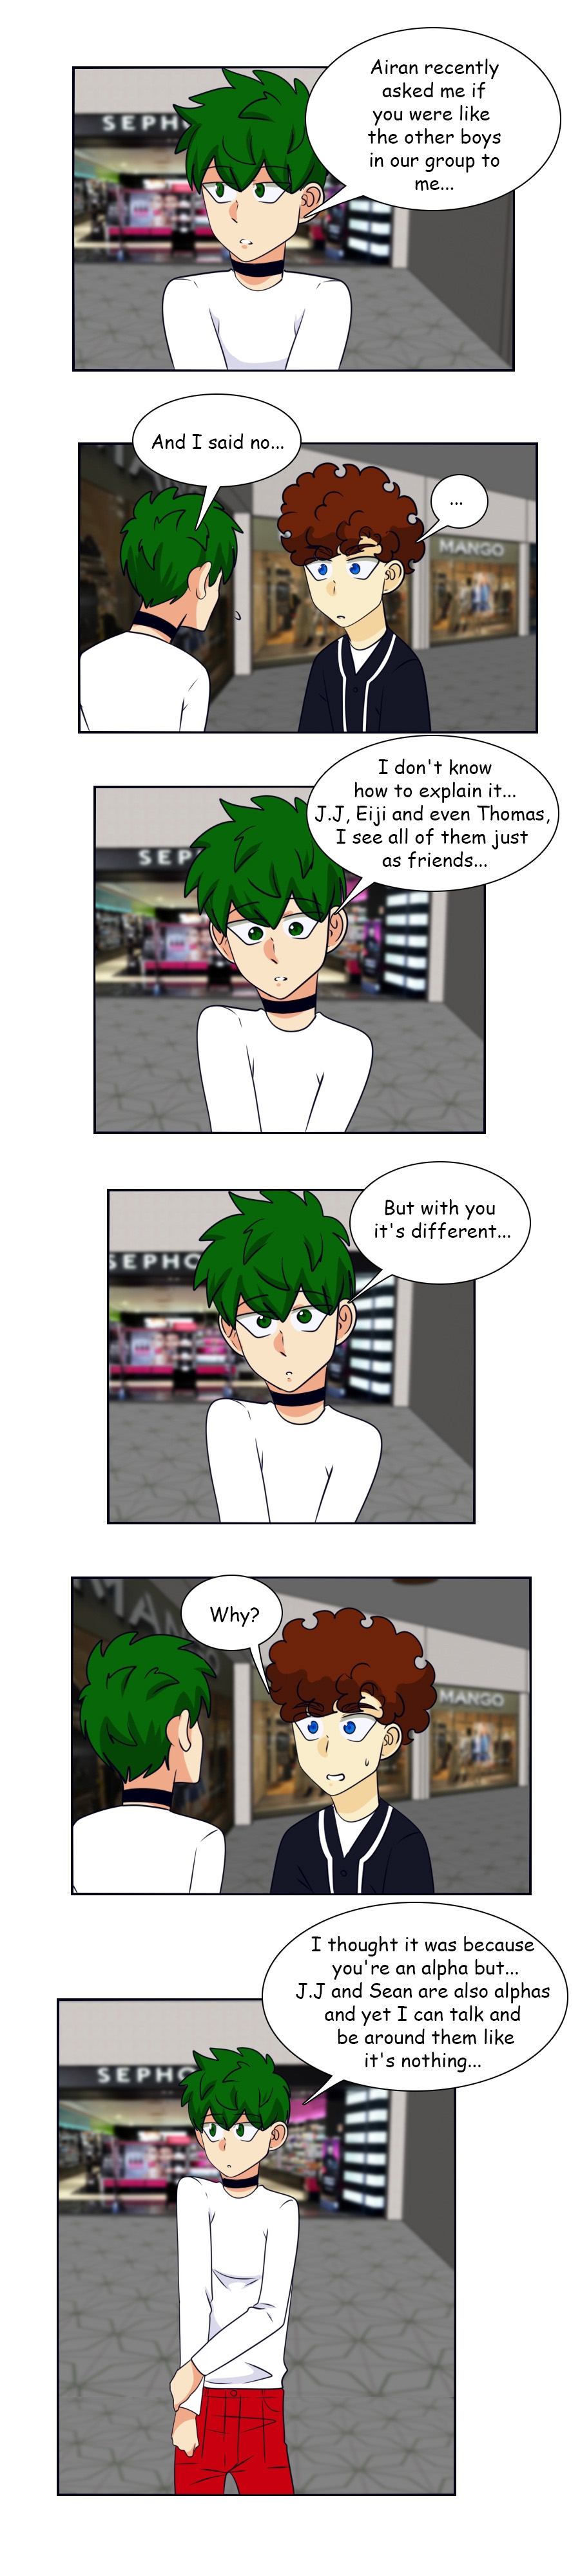 Airan recently
asked me if
you were like
the other boys
in our group to
me...
SEPH
And I said no...
...
MANGO
I don't know
how to explain it...
J.J, Eiji and even Thomas,
I see all of them just
as friends...
SEP
But with you
it's different...
SEPHO
Why?
MAN
MANGO
I thought it was because
you're an alpha but...
J.J and Sean are also alphas
and yet I can talk and
be around them like
it's nothing...
SEPHO